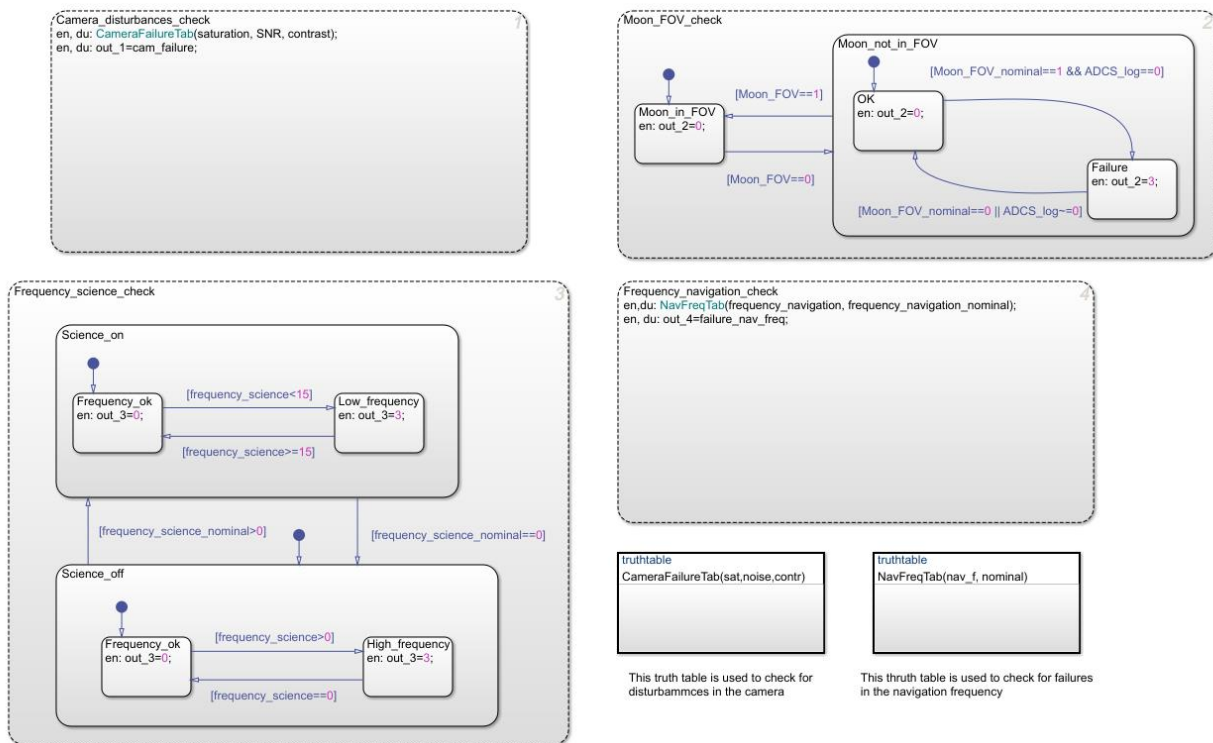 Camera_disturbances_check
1
en, du: CameraFailureTab(saturation, SNR, contrast);
en, du: out_1=cam_failure;
Moon_FOV_check
2
Moon_not_in_FOV
[Moon_FOV_nominal==1 && ADCS_log==0]
[Moon_FOV==1]
Moon_in_FOV
en: out_2=0;
OK
en: out_2=0;
[Moon_FOV==0]
Failure
en: out_2=3;
[Moon_FOV_nominal==0 || ADCS_log~=0]
Frequency_science_check
3
Science_on
Frequency_ok
en: out_3=0;
[frequency_science<15]
Low_frequency
en: out_3=3;
[frequency_science>=15]
[frequency_science_nominal>0]
[frequency_science_nominal==0]
Science_off
Frequency_ok
en: out_3=0;
[frequency_science>0]
High_frequency
en: out_3=3;
[frequency_science==0]
Frequency_navigation_check
4
en,du: NavFreqTab(frequency_navigation, frequency_navigation_nominal);
en, du: out_4=failure_nav_freq;
truthtable
CameraFailureTab(sat,noise,contr)
This truth table is used to check for
disturbammces in the camera
truthtable
NavFreqTab(nav_f, nominal)
This thruth table is used to check for failures
in the navigation frequency